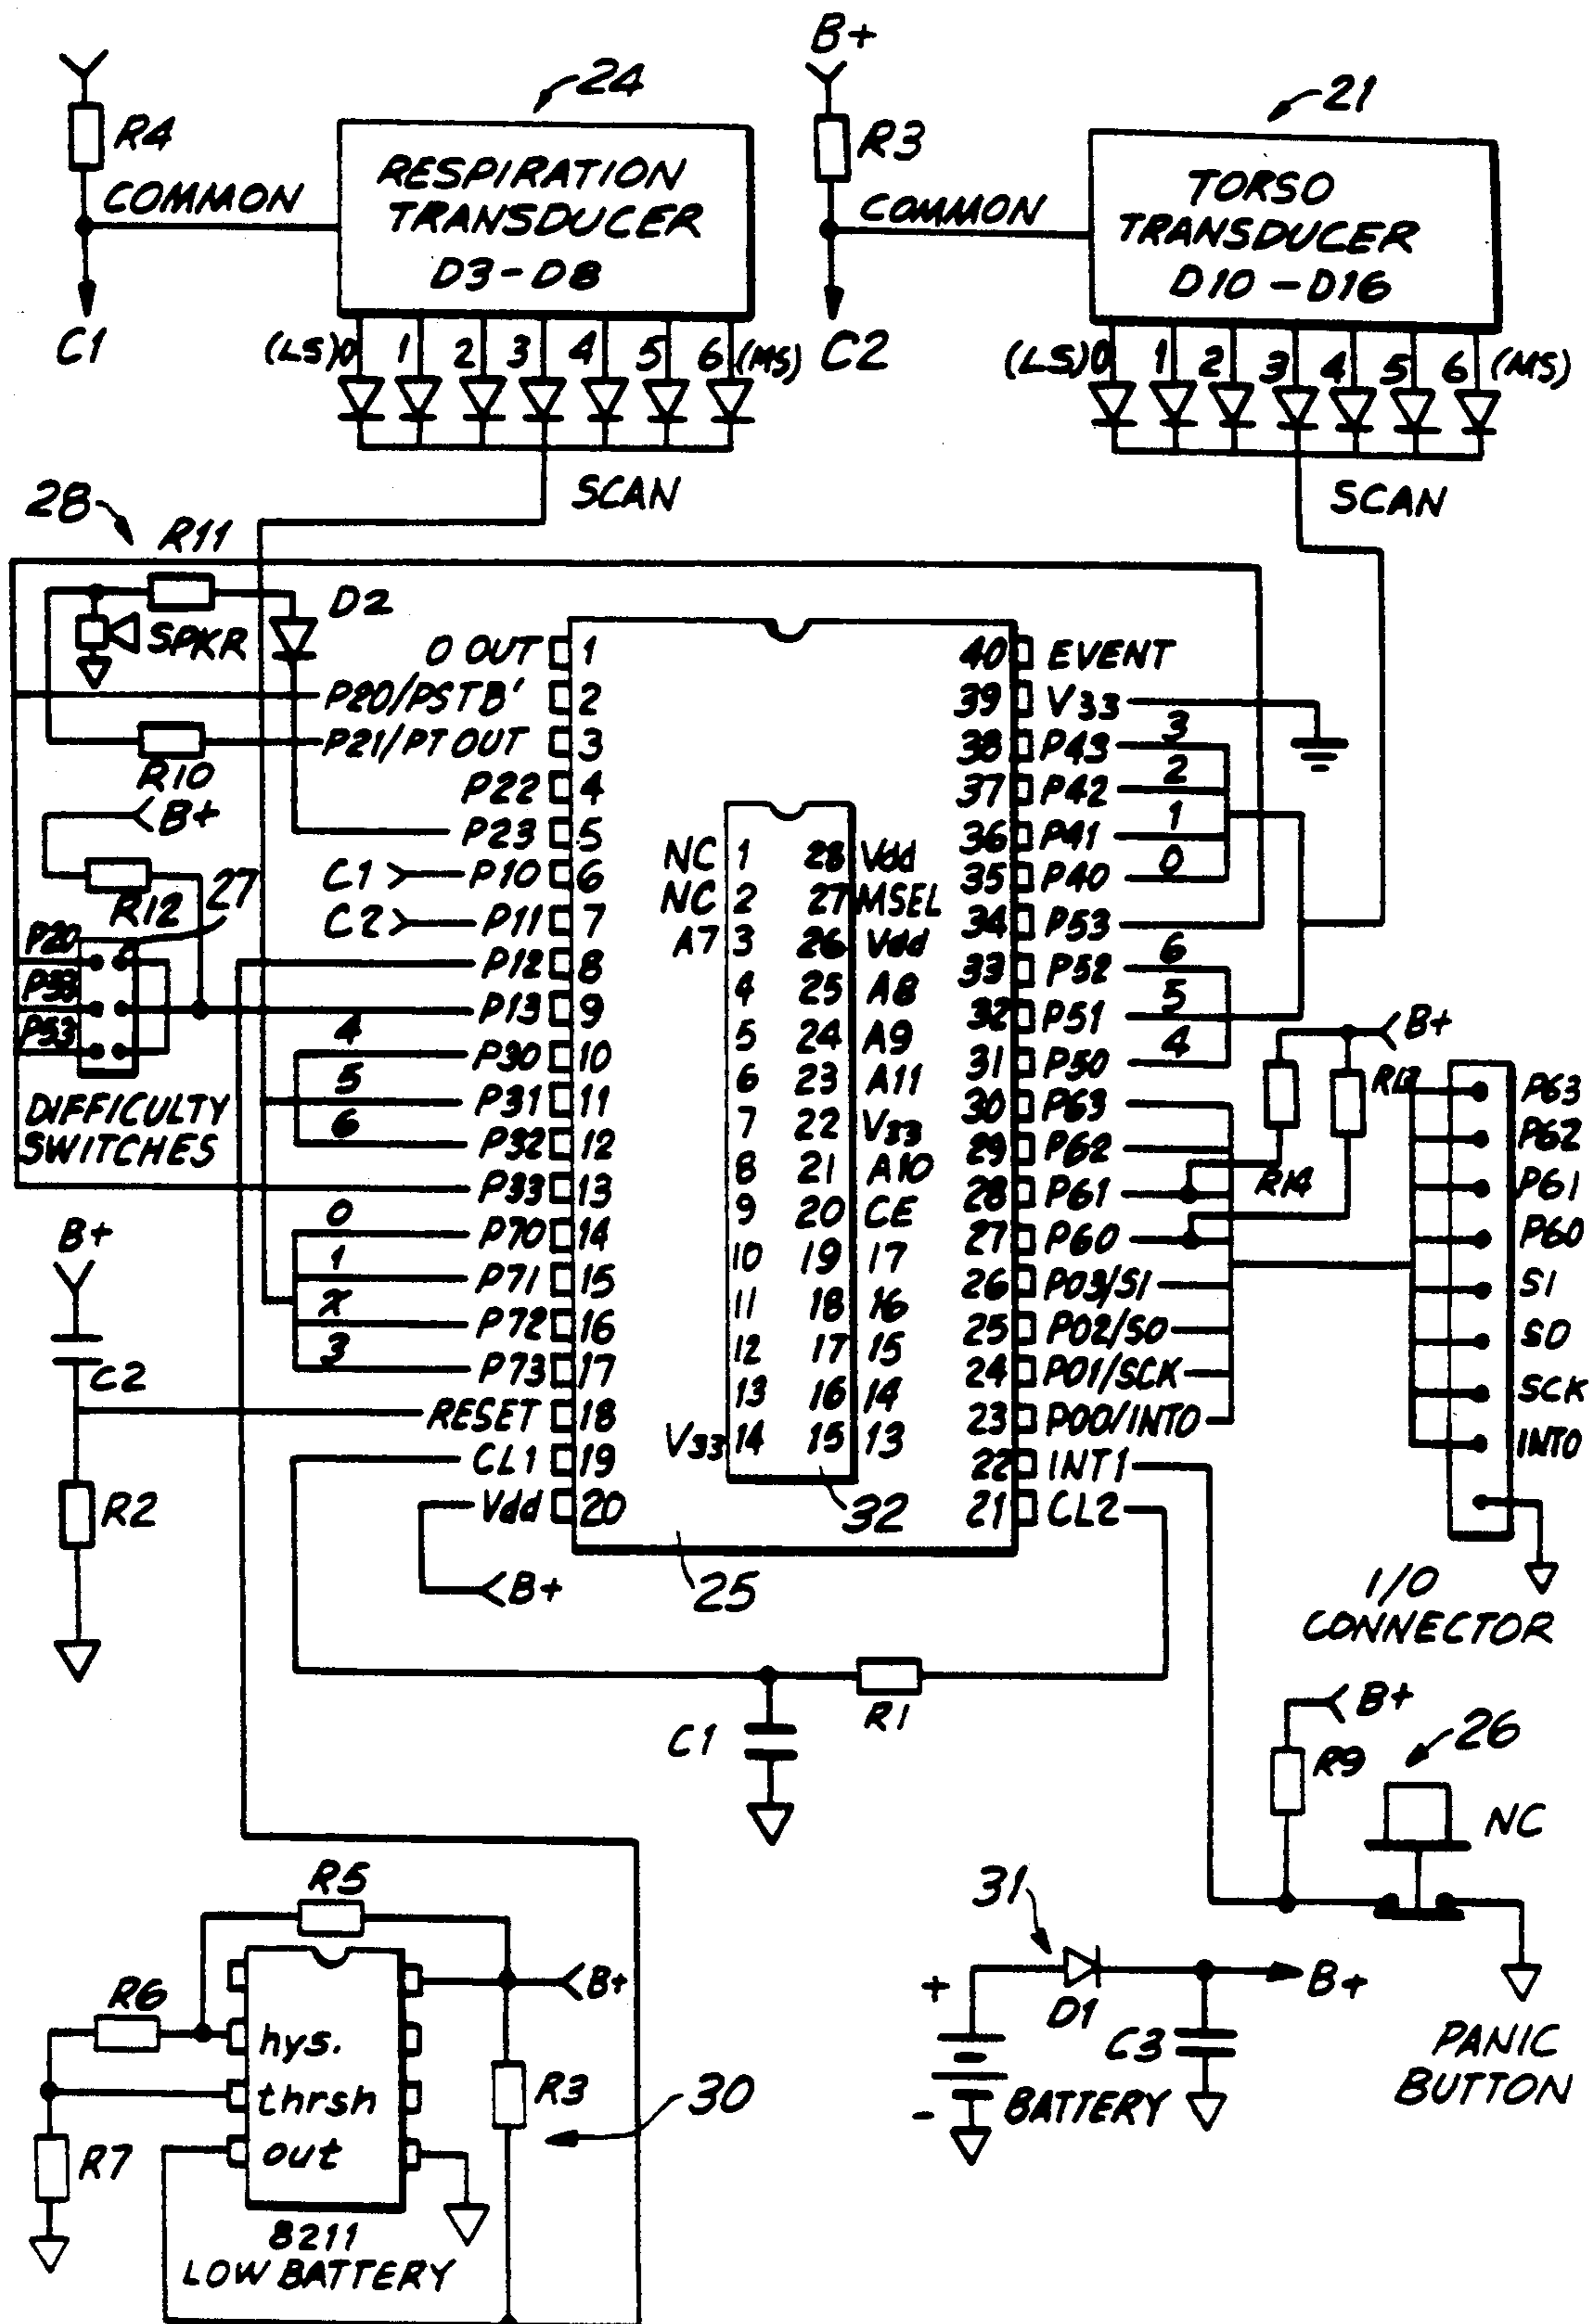 B+
24
21
R4
RESPIRATION
TRANSDUCER
D3-D8
R3
TORSO
TRANSDUCER
D10-D16
COMMON
COMMON
C1
(LS)0 1 2 3 4 5 6 (MS)
C2
(LS)0 1 2 3 4 5 6 (MS)
SCAN
SCAN
28
R11
D2
SPKR
R10
B+
R12
27
P20
P53
DIFFICULTY
SWITCHES
O OUT 1
P20/PSTB' 2
P21/PTOUT 3
P22 4
P23 5
C1 P10 6
C2 P11 7
P12 8
P13 9
4 P30 10
5 P31 11
6 P32 12
P33 13
0 P70 14
1 P71 15
X P72 16
3 P73 17
RESET 18
CL1 19
Vdd 20
B+
40 EVENT
39 V33
38 P43 3
37 P42 2
36 P41 1
35 P40 0
34 P53
33 P52 6
32 P51 5
31 P50 4
30 P63
29 P62
28 P61
27 P60
26 P03/SI
25 P02/SO
24 P01/SCK
23 P00/INT0
22 INT1
21 CL2
NC 1 28 Vdd
NC 2 27 MSEL
A7 3 26 Vdd
4 25 A8
5 24 A9
6 23 A11
7 22 V33
8 21 A10
9 20 CE
10 19 17
11 18 16
12 17 15
13 16 14
V33 14 15 13
32
25
B+
R14
P63
P62
P61
P60
SI
SO
SCK
INT0
I/O
CONNECTOR
B+
C2
R2
C1
R1
B+
R9
26
NC
PANIC
BUTTON
31
+
D1
B+
C3
-
BATTERY
R5
R6
B+
hys.
thrsh
out
R7
R3
30
8211
LOW BATTERY